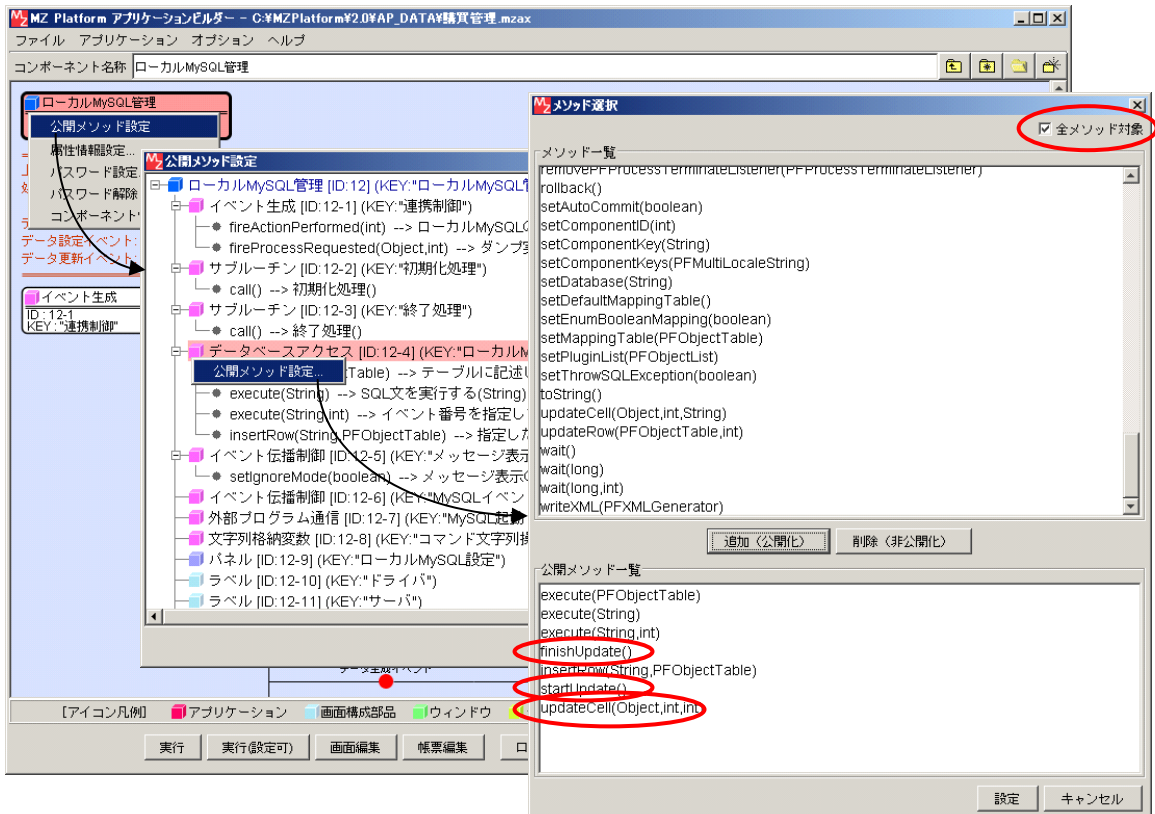 MZ Platform アプリケーションビルダー - C:¥MZPlatform¥2.0¥AP_DATA¥購買管理.mzax
ファイル アプリケーション オプション ヘルプ
コンポーネント名称 ローカルMySQL管理
ローカルMySQL管理
公開メソッド設定
属性情報設定...
パスワード設定
パスワード解除
コンポーネント
データ設定イベント:
データ更新イベント:
イベント生成
ID : 12-1
KEY : "連携制御"
公開メソッド設定
ローカルMySQL管理 [ID:12] (KEY:"ローカルMySQL
イベント生成 [ID:12-1] (KEY:"連携制御")
fireActionPerformed(int) --> ローカルMySQLの
fireProcessRequested(Object,int) --> ダンプ実
サブルーチン [ID:12-2] (KEY:"初期化処理")
call() --> 初期化処理()
サブルーチン [ID:12-3] (KEY:"終了処理")
call() --> 終了処理()
データベースアクセス [ID:12-4] (KEY:"ローカルM
公開メソッド設定...
Table) --> テーブルに記述
execute(String) --> SQL文を実行する(String)
execute(String,int) --> イベント番号を指定し
insertRow(String,PFObjectTable) --> 指定した
イベント伝播制御 [ID:12-5] (KEY:"メッセージ表示
setIgnoreMode(boolean) --> メッセージ表示の
イベント伝播制御 [ID:12-6] (KEY:"MySQLイベン
外部プログラム通信 [ID:12-7] (KEY:"MySQL起動
文字列格納変数 [ID:12-8] (KEY:"コマンド文字列
パネル [ID:12-9] (KEY:"ローカルMySQL設定")
ラベル [ID:12-10] (KEY:"ドライバ")
ラベル [ID:12-11] (KEY:"サーバ")
データ生成イベント
[アイコン凡例] アプリケーション 画面構成部品 ウィンドウ
実行 実行(設定可) 画面編集 帳票編集 ロ
メソッド選択
全メソッド対象
メソッド一覧
removePFProcessTerminateListener(PFProcessTerminateListener)
rollback()
setAutoCommit(boolean)
setComponentID(int)
setComponentKey(String)
setComponentKeys(PFMultiLocaleString)
setDatabase(String)
setDefaultMappingTable()
setEnumBooleanMapping(boolean)
setMappingTable(PFObjectTable)
setPluginList(PFObjectList)
setThrowSQLException(boolean)
toString()
updateCell(Object,int,String)
updateRow(PFObjectTable,int)
wait()
wait(long)
wait(long,int)
writeXML(PFXMLGenerator)
追加（公開化） 削除（非公開化）
公開メソッド一覧
execute(PFObjectTable)
execute(String)
execute(String,int)
finishUpdate()
insertRow(String,PFObjectTable)
startUpdate()
updateCell(Object,int,int
設定 キャンセル